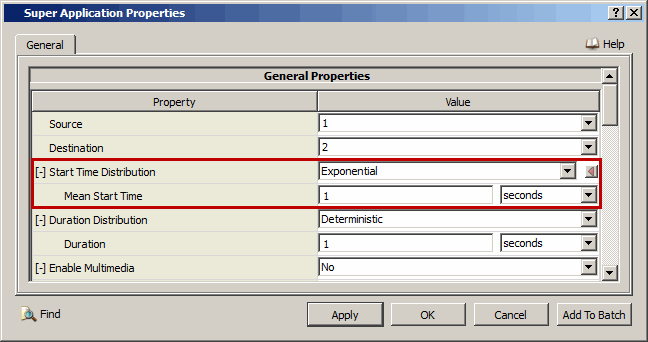 Super Application Properties
General
Help
General Properties
Property Value
Source 1
Destination 2
[-] Start Time Distribution Exponential
Mean Start Time 1 seconds
[-] Duration Distribution Deterministic
Duration 1 seconds
[-] Enable Multimedia No
Find Apply OK Cancel Add To Batch